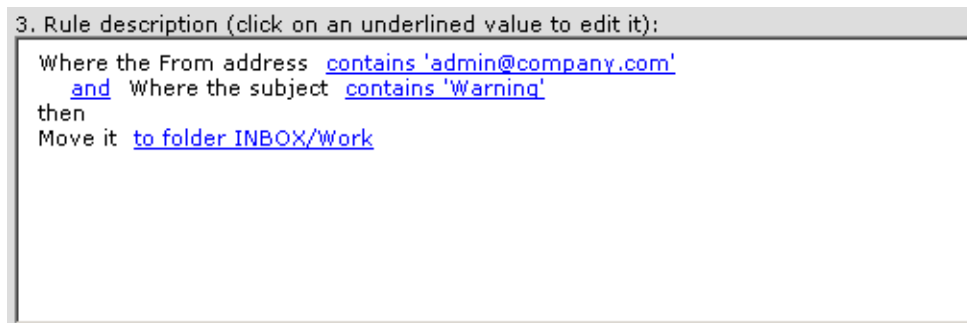 3. Rule description (click on an underlined value to edit it):
Where the From address contains 'admin@company.com'
and Where the subject contains 'Warning'
then
Move it to folder INBOX/Work